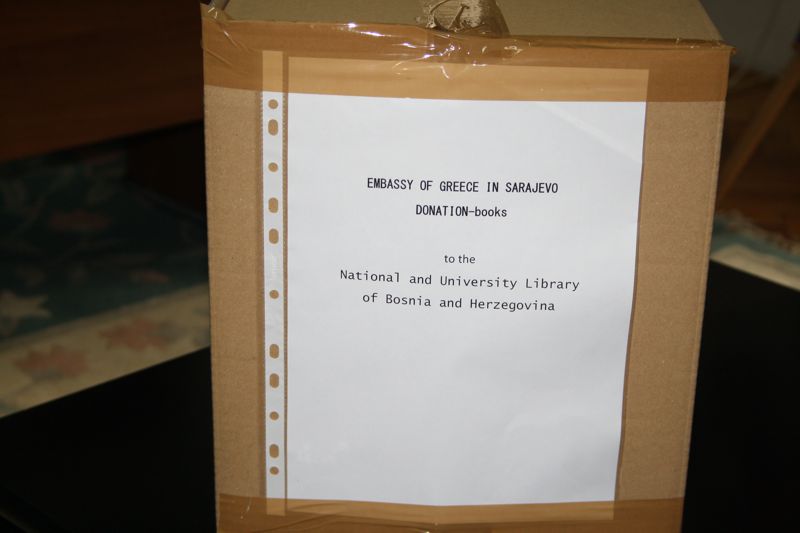 EMBASSY OF GREECE IN SARAJEVO
DONATION-books
to the
National and University Library
of Bosnia and Herzegovina